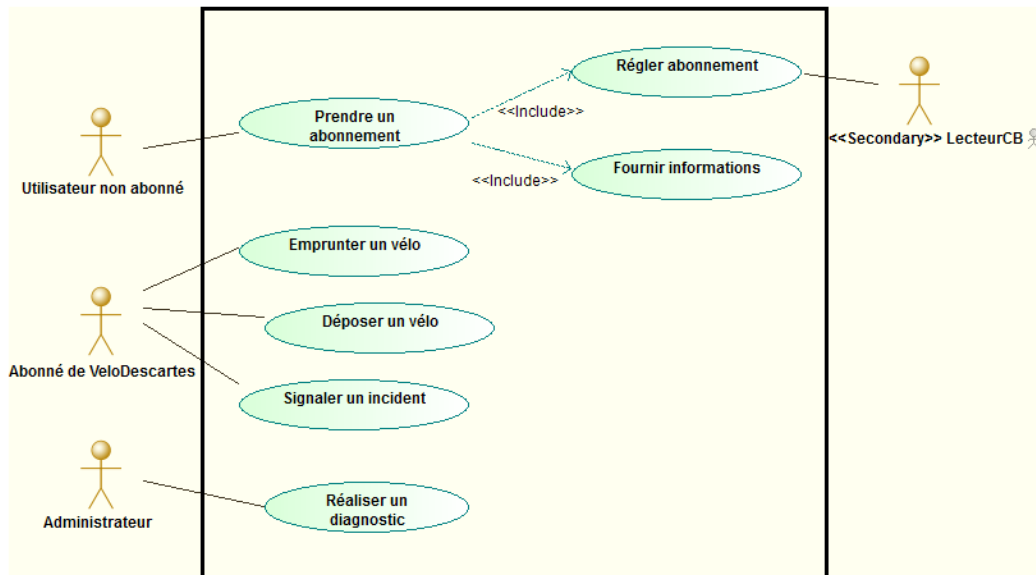 Régler abonnement
Prendre un
abonnement
<<Include>>
<<Secondary>> LecteurCB
Utilisateur non abonné
<<Include>>
Fournir informations
Emprunter un vélo
Déposer un vélo
Abonné de VeloDescartes
Signaler un incident
Réaliser un
diagnostic
Administrateur